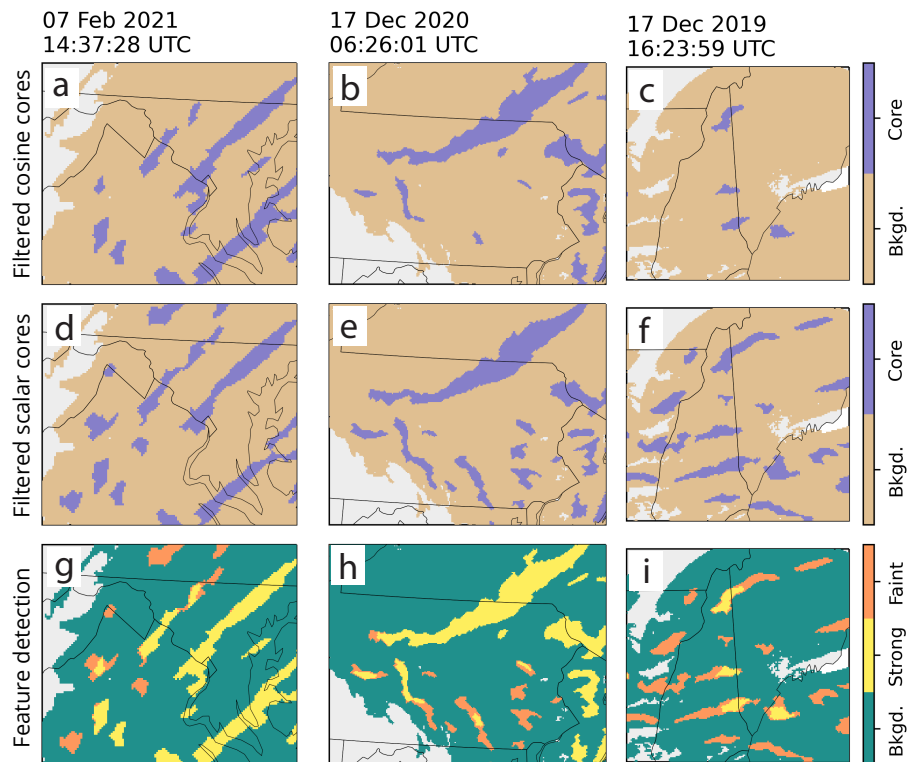 07 Feb 2021
14:37:28 UTC
17 Dec 2020
06:26:01 UTC
17 Dec 2019
16:23:59 UTC
Filtered cosine cores
a
b
c
Core
Bkgd.
Filtered scalar cores
d
e
f
Core
Bkgd.
Feature detection
g
h
i
Faint
Strong
Bkgd.